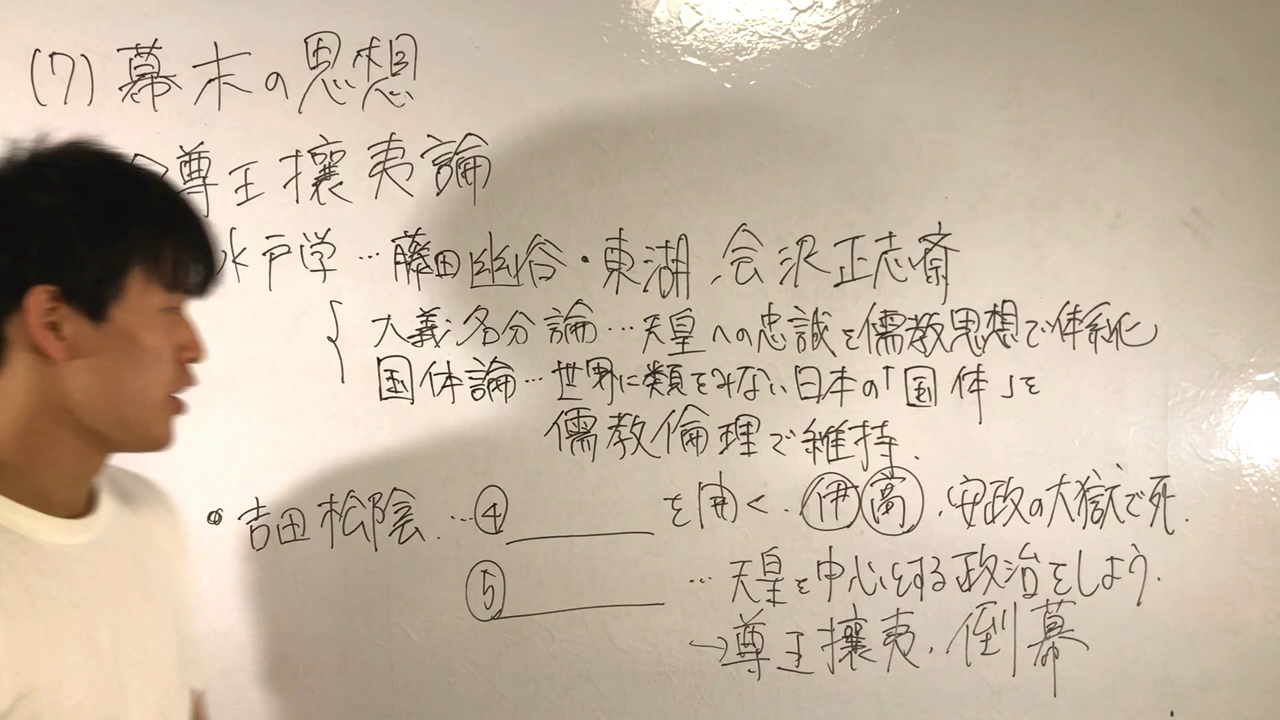 (7) 幕末の思想
尊王攘夷論
水戸学…藤田幽谷・東湖,会沢正志斎
大義名分論…天皇への忠誠を儒教思想で体系化
国体論…世界に類をみない日本の「国体」を
儒教倫理で維持.
・吉田松陰…④______を開く.伊高.安政の大獄で死.
⑤______…天皇を中心とする政治をしよう.
→尊王攘夷.倒幕